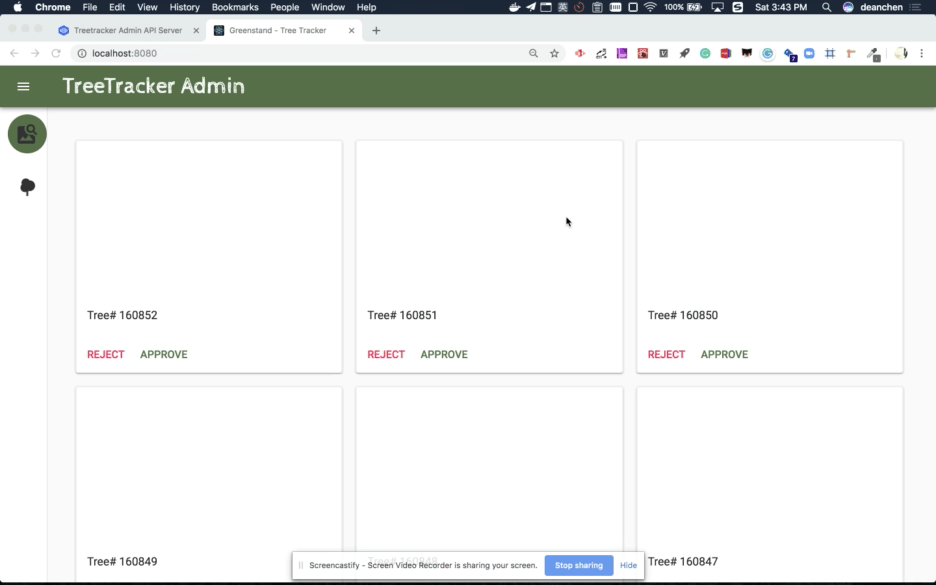 Chrome File Edit View History Bookmarks People Window Help 100% Sat 3:43 PM deanchen
Treetracker Admin API Server Greenstand - Tree Tracker
localhost:8080
TreeTracker Admin
Tree# 160852 Tree# 160851 Tree# 160850
REJECT APPROVE REJECT APPROVE REJECT APPROVE
Tree# 160849 Tree# 160847
Screencastify - Screen Video Recorder is sharing your screen. Stop sharing Hide